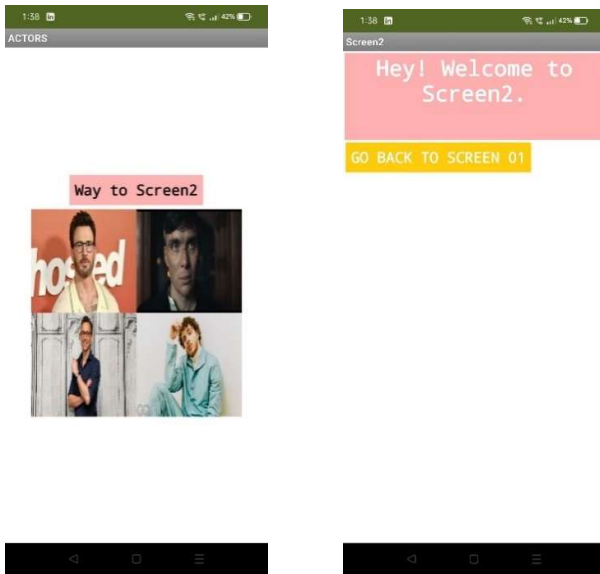 1:38
42%
ACTORS
Way to Screen2
hosted
1:38
42%
Screen2
Hey! Welcome to
Screen2.
GO BACK TO SCREEN 01